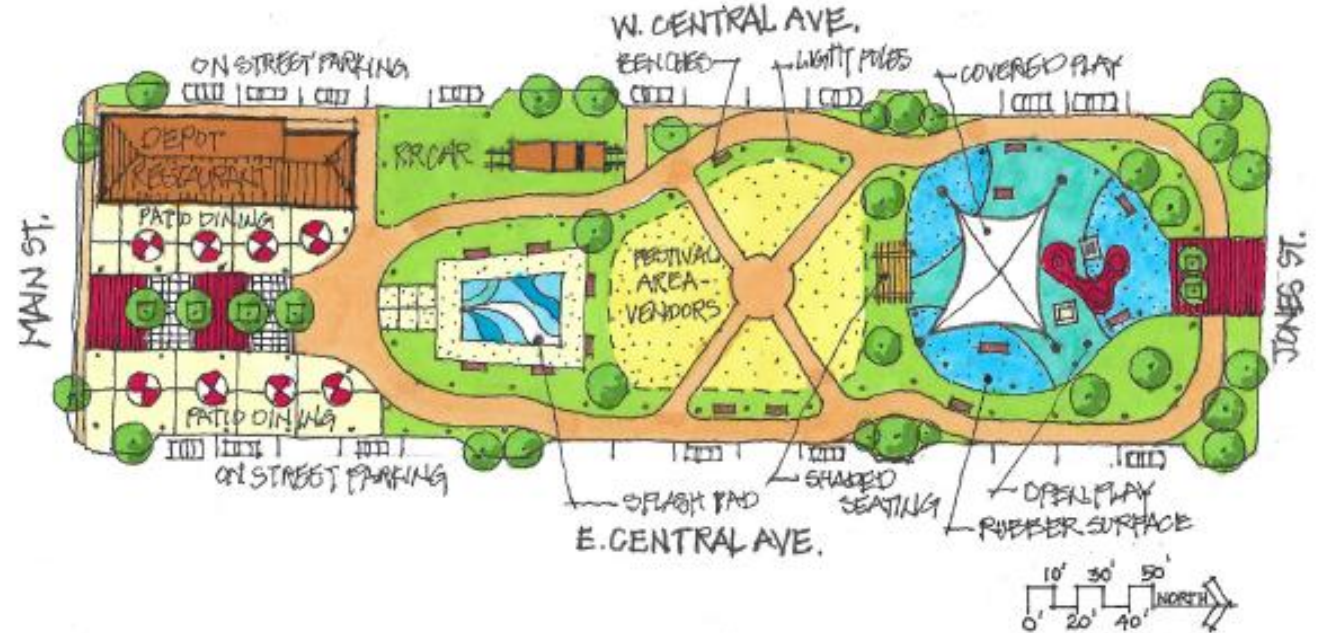 W. CENTRAL AVE.
ON STREET PARKING
BENCHES
LIGHT POLES
COVERED PLAY
DEPOT
RESTAURANT
RRCAR
PATIO DINING
MAIN ST.
FESTIVAL
AREA-
VENDORS
JONES ST.
PATIO DINING
ON STREET PARKING
SPLASH PAD
SHADED
SEATING
OPEN PLAY
RUBBER SURFACE
E. CENTRAL AVE.
10' 30' 50'
NORTH
0' 20' 40'